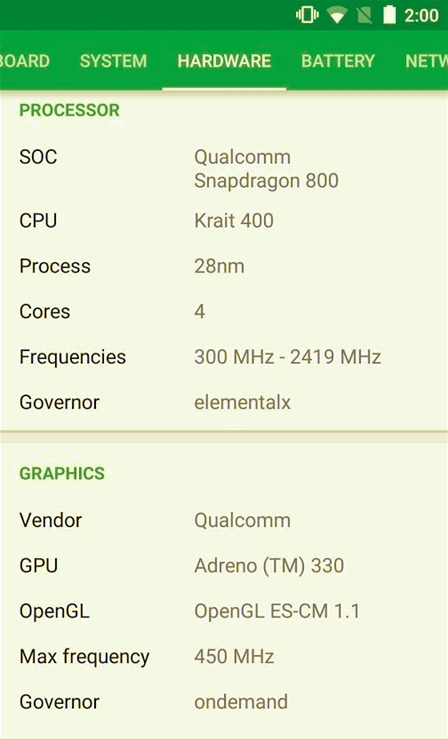 2:00
BOARD SYSTEM HARDWARE BATTERY NETW
PROCESSOR
SOC Qualcomm
Snapdragon 800
CPU Krait 400
Process 28nm
Cores 4
Frequencies 300 MHz - 2419 MHz
Governor elementalx
GRAPHICS
Vendor Qualcomm
GPU Adreno (TM) 330
OpenGL OpenGL ES-CM 1.1
Max frequency 450 MHz
Governor ondemand